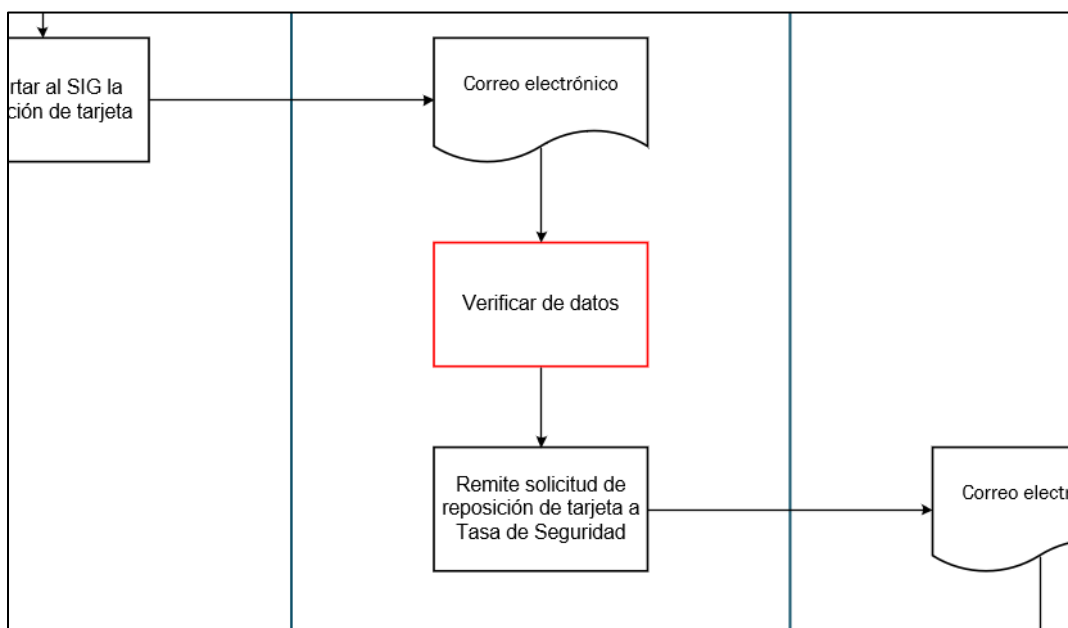 rtar al SIG la
ción de tarjeta
Correo electrónico
Verificar de datos
Remite solicitud de
reposición de tarjeta a
Tasa de Seguridad
Correo electr